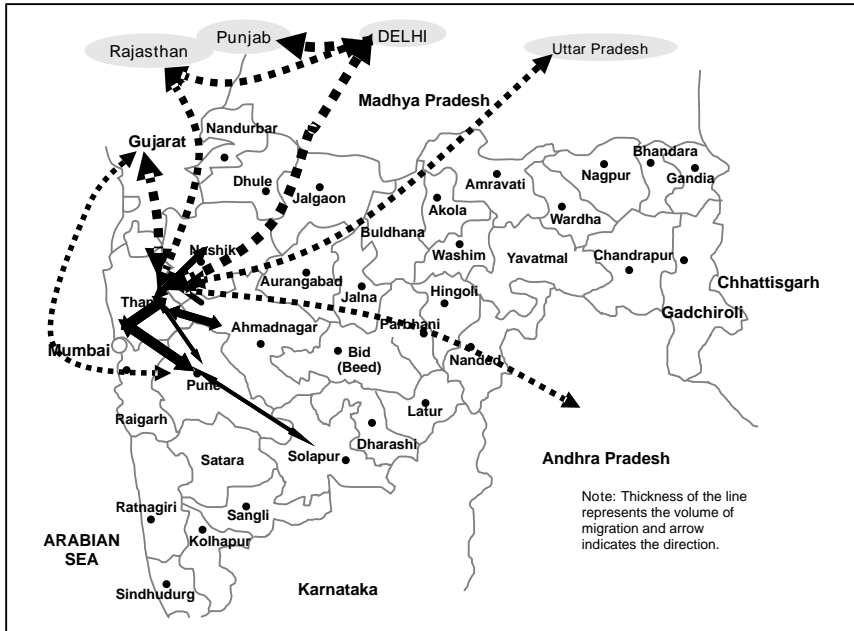 Punjab
DELHI
Rajasthan
Uttar Pradesh
Madhya Pradesh
Nandurbar
Gujarat
Bhandara
Dhule
Jalgaon
Amravati
Nagpur
Gandia
Akola
Wardha
Buldhana
Nashik
Washim
Yavatmal
Chandrapur
Aurangabad
Chhattisgarh
Jalna
Hingoli
Than
Gadchiroli
Parbhani
Ahmadnagar
Mumbai
Bid
(Beed)
Nanded
Pune
Latur
Raigarh
Dharashi
Satara
Solapur
Andhra Pradesh
Note: Thickness of the line
represents the volume of
migration and arrow
indicates the direction.
Ratnagiri
Sangli
ARABIAN
SEA
Kolhapur
Karnataka
Sindhudurg